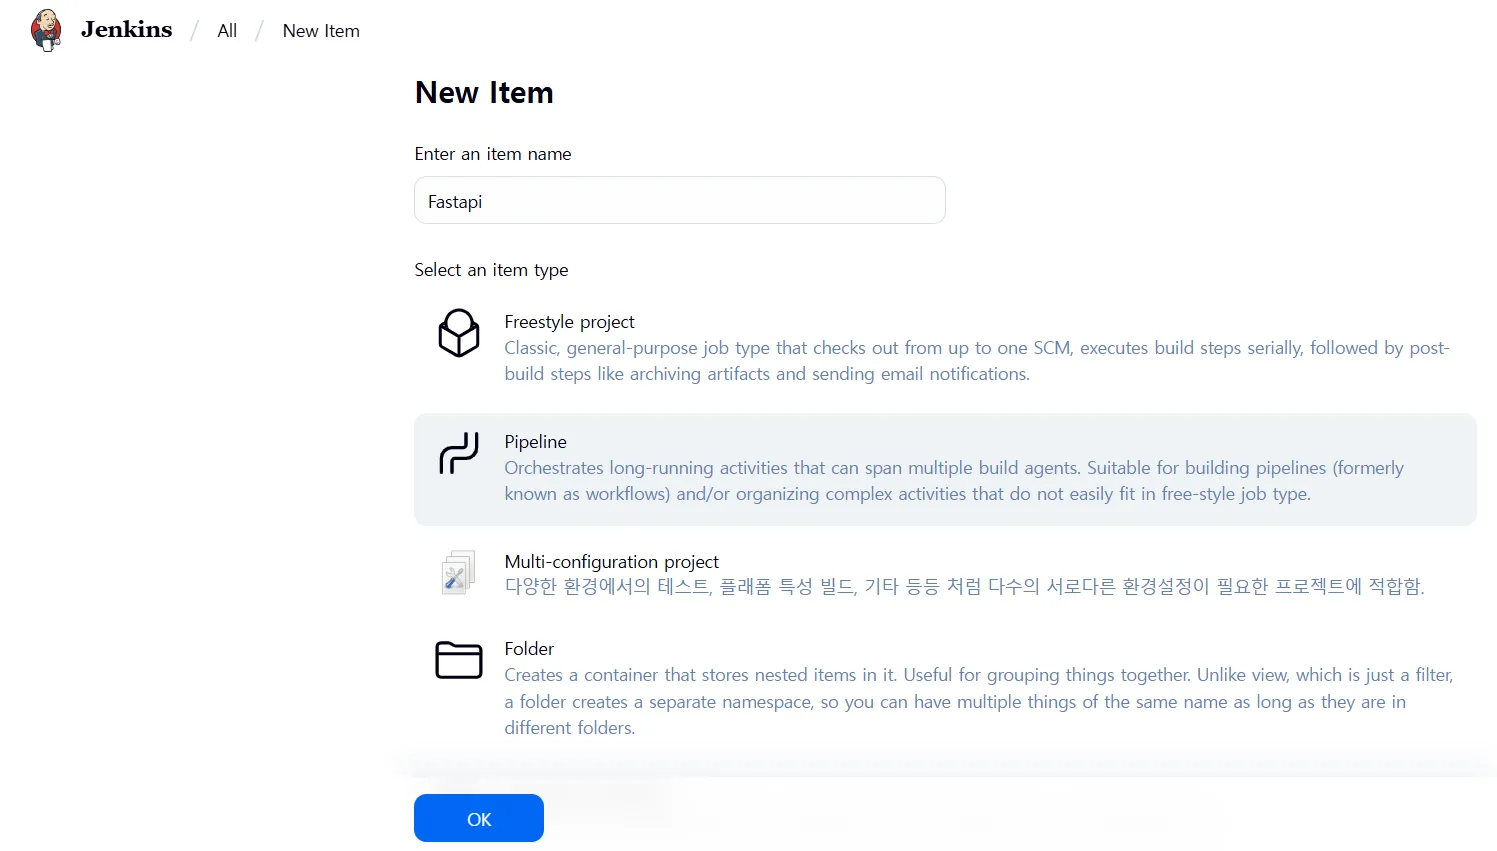 Jenkins / All / New Item
New Item
Enter an item name
Fastapi
Select an item type
Freestyle project
Classic, general-purpose job type that checks out from up to one SCM, executes build steps serially, followed by post-
build steps like archiving artifacts and sending email notifications.
Pipeline
Orchestrates long-running activities that can span multiple build agents. Suitable for building pipelines (formerly
known as workflows) and/or organizing complex activities that do not easily fit in free-style job type.
Multi-configuration project
다양한 환경에서의 테스트, 플래폼 특성 빌드, 기타 등등 처럼 다수의 서로다른 환경설정이 필요한 프로젝트에 적합함.
Folder
Creates a container that stores nested items in it. Useful for grouping things together. Unlike view, which is just a filter,
a folder creates a separate namespace, so you can have multiple things of the same name as long as they are in
different folders.
OK